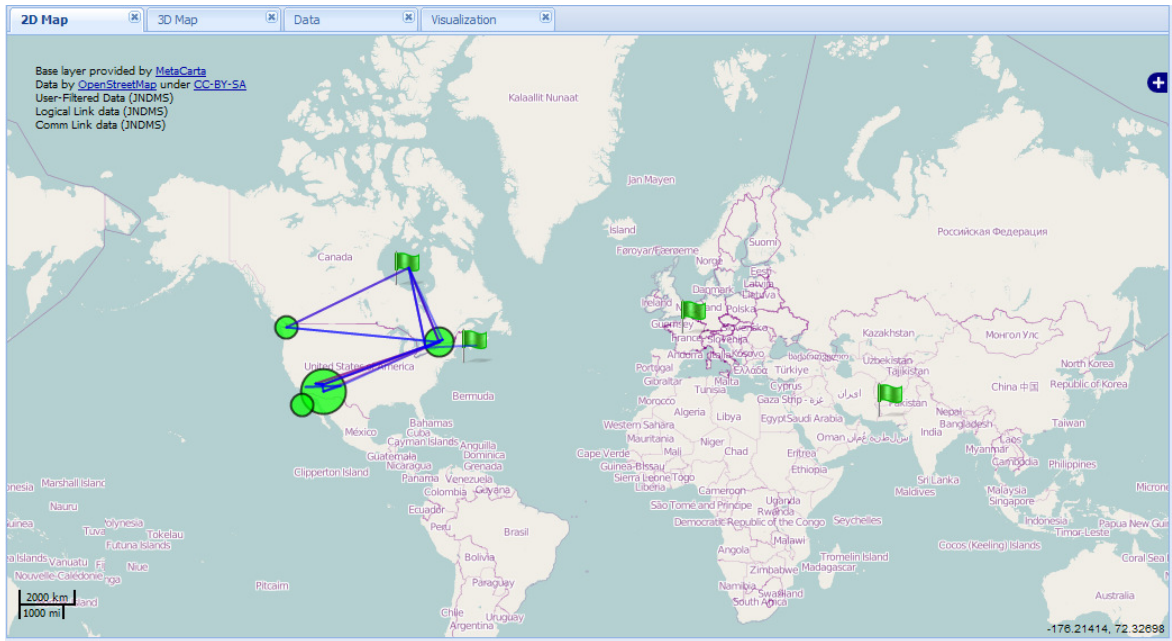 2D Map
3D Map
Data
Visualization
Base layer provided by MetaCarta
Data by OpenStreetMap under CC-BY-SA
User-Filtered Data (JNDMS)
Logical Link data (JNDMS)
Comm Link data (JNDMS)
Kalaallit Nunaat
Jan Mayen
Ísland
Føroyar/Færøerne
Norge
Suomi
Российская Федерация
Canada
Eesti
Latvija
Lietuva
Danmark
Ireland
Polska
Guernsey
France
Slovenija
Kazakhstan
Монгол Улс
United States of America
Andorra
Italia
Kosovo
Uzbekistan
Tajikistan
North Korea
Portugal
Ελλάδα
Türkiye
China 中国
Republic of Korea
Gibraltar
Malta
Tunisia
Cyprus
ایران
Pakistan
Bermuda
Morocco
Gaza Strip - غزة
Algeria
Libya
Egypt
Saudi Arabia
Nepal
Bangladesh
Taiwan
Bahamas
Western Sahara
Oman
India
México
Cuba
Cayman Islands
Anguilla
Mauritania
Niger
Laos
Myanmar
Guatemala
Dominica
Cape Verde
Mali
Chad
Eritrea
Cambodia
Philippines
Clipperton Island
Nicaragua
Grenada
Guinea-Bissau
Ethiopia
Panama
Venezuela
Sierra Leone
Togo
Sri Lanka
Marshall Island
Colombia
Guyana
Liberia
Cameroon
Uganda
Maldives
Malaysia
Singapore
Nauru
Ecuador
São Tomé and Príncipe
Rwanda
Tokelau
Perú
Brasil
Democratic Republic of the Congo
Seychelles
Indonesia
Timor-Leste
Futuna Islands
Angola
Malawi
Cocos (Keeling) Islands
Vanuatu
Niue
Bolivia
Zimbabwe
Tromelin Island
Madagascar
Nouvelle-Calédonie
Pitcairn
Paraguay
Namibia
Swaziland
South Africa
Australia
2000 km
1000 mi
Chile
Uruguay
Argentina
-176.21414, 72.32698